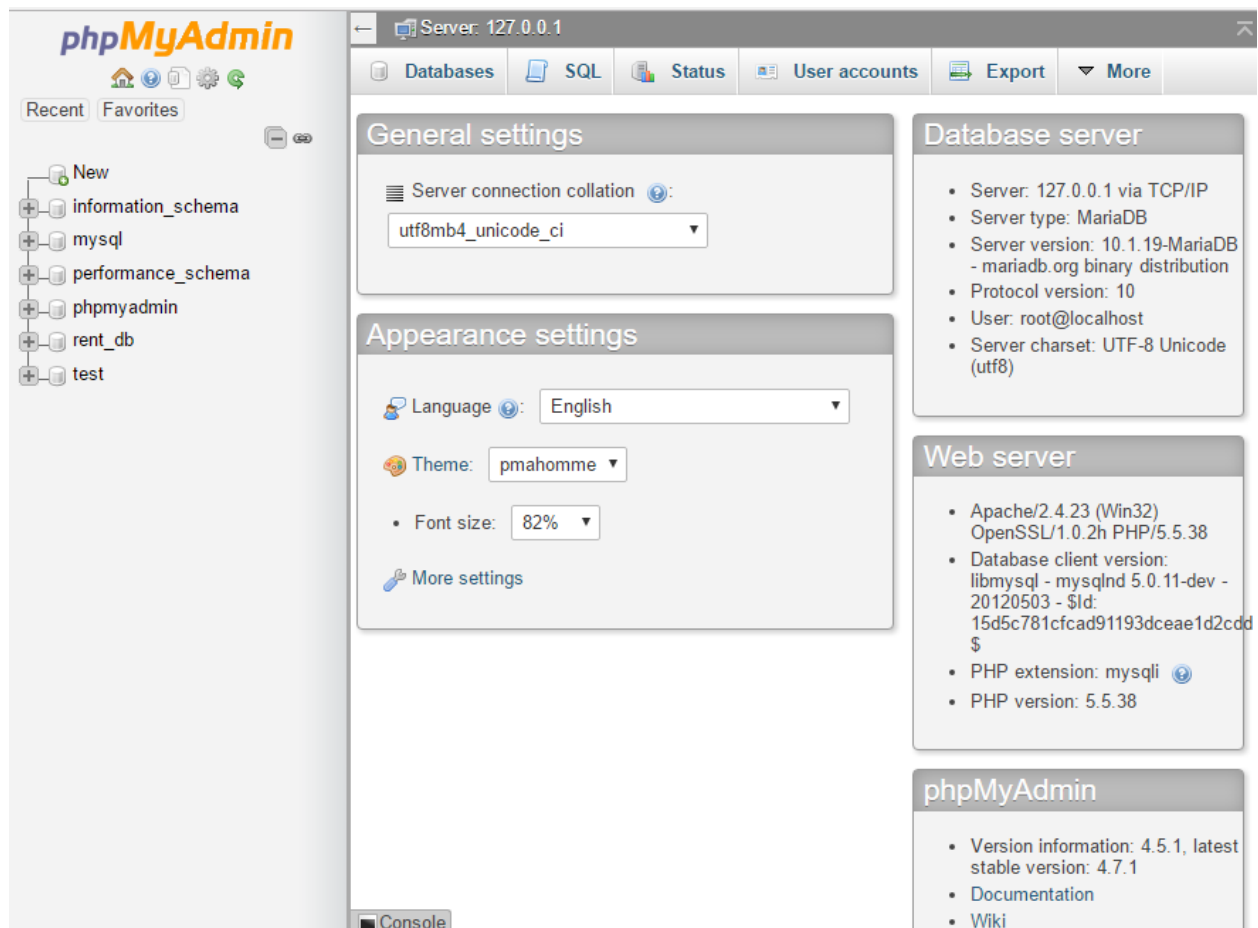 phpMyAdmin
Recent Favorites
New
information_schema
mysql
performance_schema
phpmyadmin
rent_db
test
Server: 127.0.0.1
Databases SQL Status User accounts Export More
General settings
Server connection collation :
utf8mb4_unicode_ci
Appearance settings
Language : English
Theme: pmahomme
Font size: 82%
More settings
Console
Database server
Server: 127.0.0.1 via TCP/IP
Server type: MariaDB
Server version: 10.1.19-MariaDB
- mariadb.org binary distribution
Protocol version: 10
User: root@localhost
Server charset: UTF-8 Unicode
(utf8)
Web server
Apache/2.4.23 (Win32)
OpenSSL/1.0.2h PHP/5.5.38
Database client version:
libmysql - mysqlnd 5.0.11-dev -
20120503 - $Id:
15d5c781cfcad91193dceae1d2cdd
$
PHP extension: mysqli
PHP version: 5.5.38
phpMyAdmin
Version information: 4.5.1, latest
stable version: 4.7.1
Documentation
Wiki